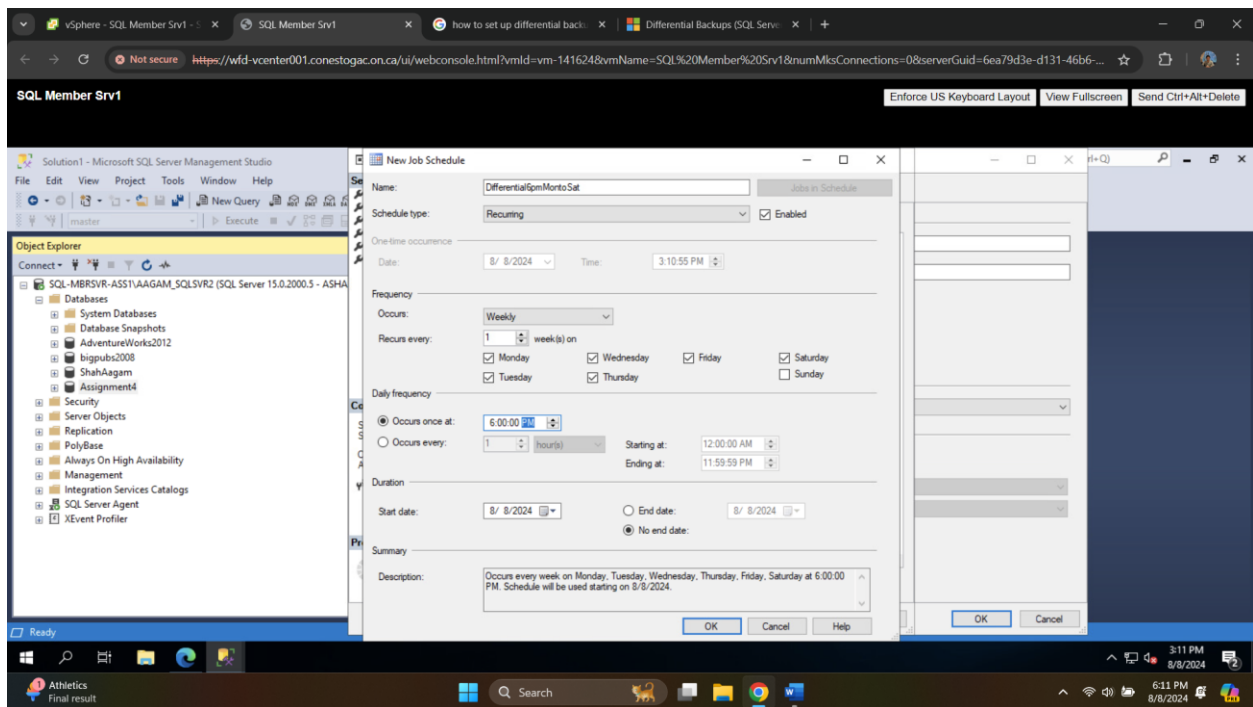 vSphere - SQL Member Srv1 - S
SQL Member Srv1
how to set up differential backu
Differential Backups (SQL Serve
Not secure https://wfd-vcenter001.conestogac.on.ca/ui/webconsole.html?vmId=vm-141624&vmName=SQL%20Member%20Srv1&numMksConnections=0&serverGuid=6ea79d3e-d131-46b6-...
SQL Member Srv1
Enforce US Keyboard Layout View Fullscreen Send Ctrl+Alt+Delete
Solution1 - Microsoft SQL Server Management Studio
File Edit View Project Tools Window Help
New Query
master Execute
Object Explorer
Connect
SQL-MBRSVR-ASS1\AAGAM_SQLSVR2 (SQL Server 15.0.2000.5 - ASHA
Databases
System Databases
Database Snapshots
AdventureWorks2012
bigpubs2008
ShahAagam
Assignment4
Security
Server Objects
Replication
PolyBase
Always On High Availability
Management
Integration Services Catalogs
SQL Server Agent
XEvent Profiler
Ready
New Job Schedule
Name: Differential6pmMontoSat Jobs in Schedule
Schedule type: Recurring Enabled
One-time occurrence
Date: 8/ 8/2024 Time: 3:10:55 PM
Frequency
Occurs: Weekly
Recurs every: 1 week(s) on
Monday Wednesday Friday Saturday
Tuesday Thursday Sunday
Daily frequency
Occurs once at: 6:00:00 PM
Occurs every: 1 hour(s) Starting at: 12:00:00 AM
Ending at: 11:59:59 PM
Duration
Start date: 8/ 8/2024 End date: 8/ 8/2024
No end date:
Summary
Description: Occurs every week on Monday, Tuesday, Wednesday, Thursday, Friday, Saturday at 6:00:00
PM. Schedule will be used starting on 8/8/2024.
OK Cancel Help
OK Cancel
3:11 PM
8/8/2024
2
1
Athletics
Final result
Search
6:11 PM
8/8/2024